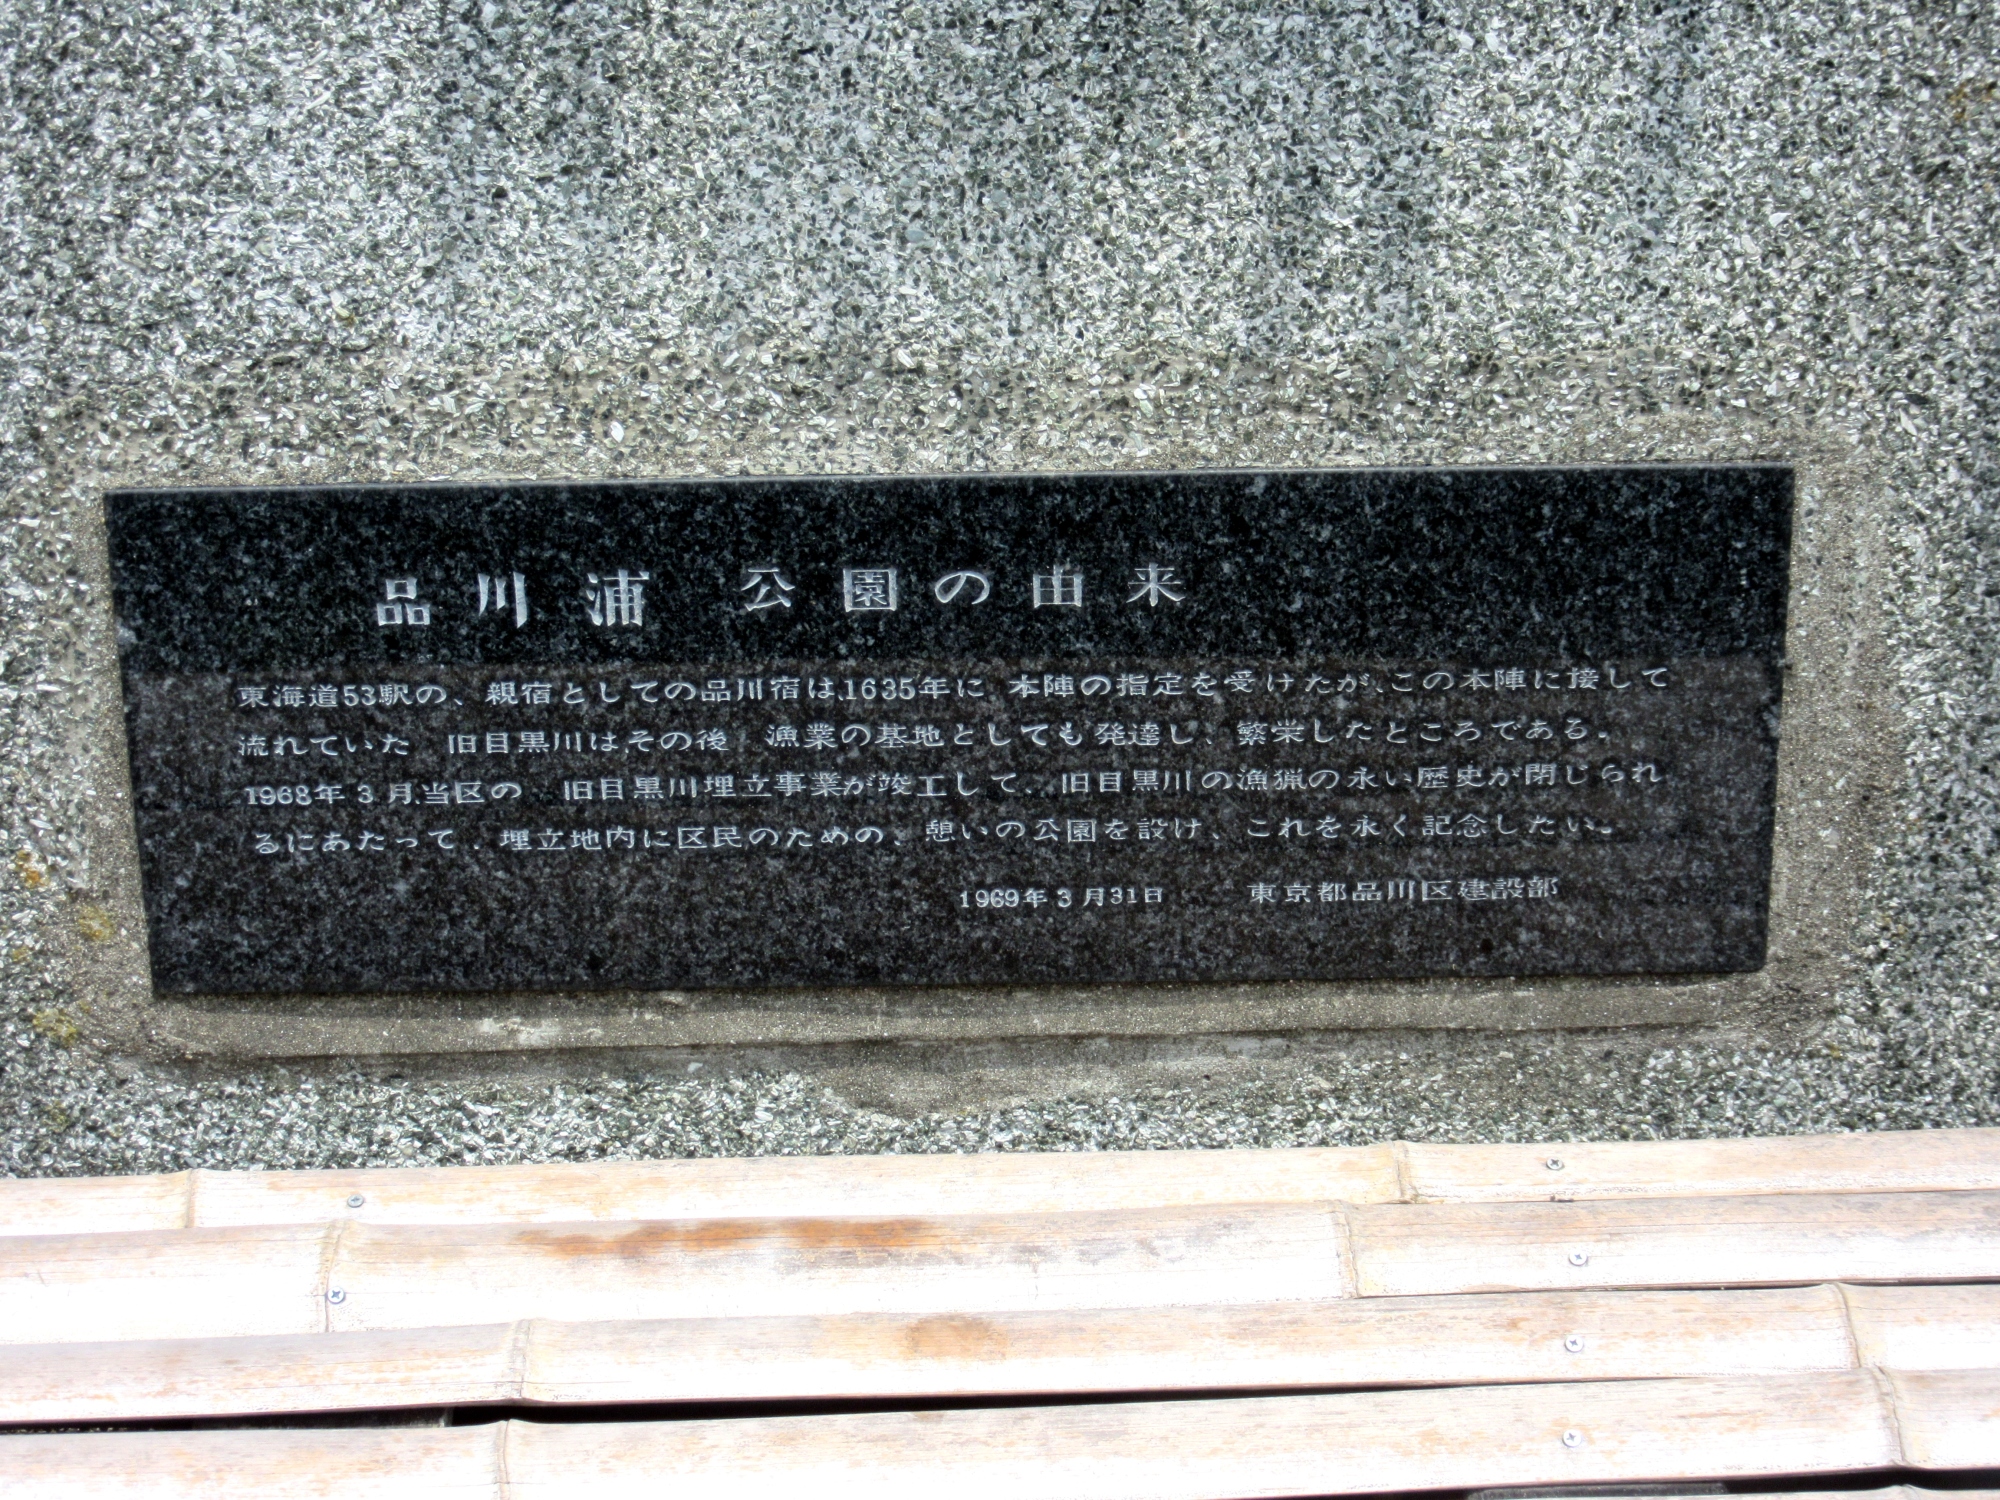 品川浦公園の由来
東海道53駅の、親宿としての品川宿は、1635年に 本陣の指定を受けたが、この本陣に接して
流れていた 旧目黒川は、その後 漁業の基地としても発達し、繁栄したところである。
1968年3月、当区の 旧目黒川埋立事業が竣工して、旧目黒川の漁猟の永い歴史が閉じられ
るにあたって、埋立地内に区民のための、憩いの公園を設け、これを永く記念したい。
1969年3月31日 東京都品川区建設部